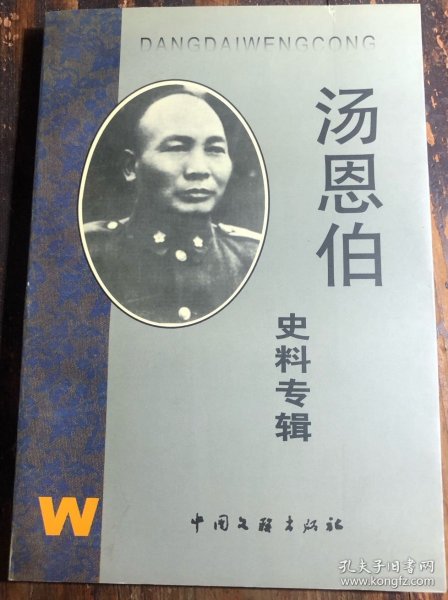 DANGDAIWENGCONG
汤恩伯
史料专辑
W
中国文联出版社
孔夫子旧书网
www.kongfz.com